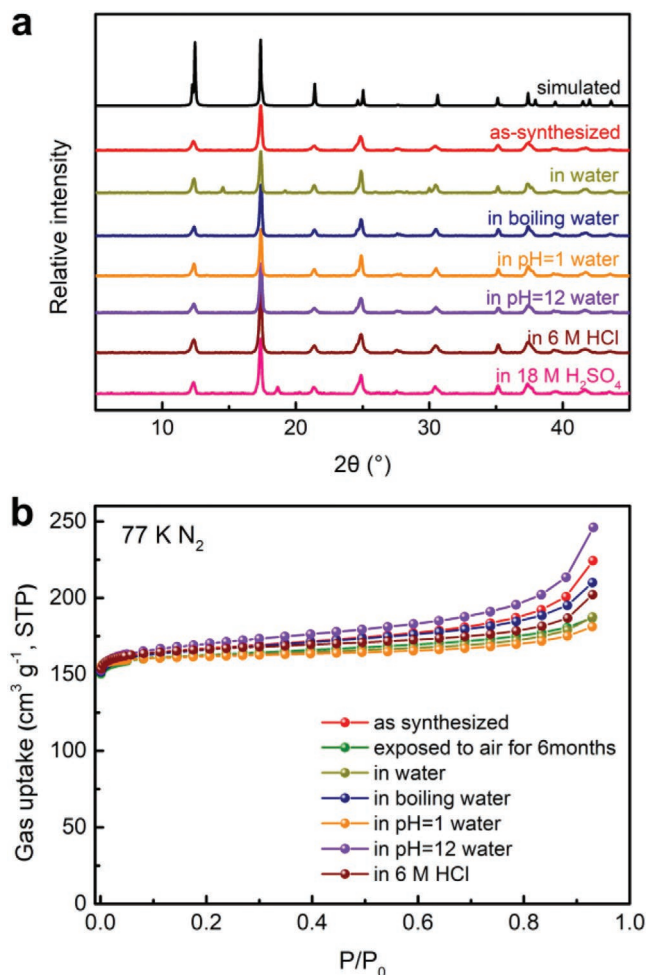 a
simulated
as-synthesized
in water
in boiling water
in pH=1 water
in pH=12 water
in 6 M HCl
in 18 M H₂SO₄
Relative intensity
10 20 30 40
2θ (°)
b
77 K N₂
250
200
150
100
50
0
Gas uptake (cm³ g⁻¹, STP)
as synthesized
exposed to air for 6months
in water
in boiling water
in pH=1 water
in pH=12 water
in 6 M HCl
0.0 0.2 0.4 0.6 0.8 1.0
P/P₀